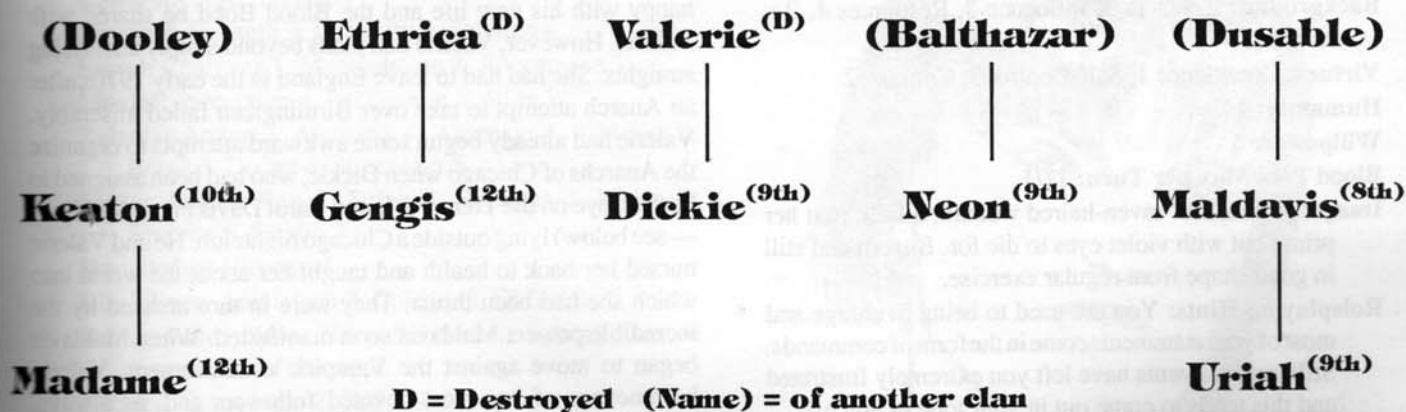 (Dooley) Ethrica(D) Valerie(D) (Balthazar) (Dusable)
Keaton(10th) Gengis(12th) Dickie(9th) Neon(9th) Maldavis(8th)
Madame(12th) Uriah(9th)
D = Destroyed (Name) = of another clan